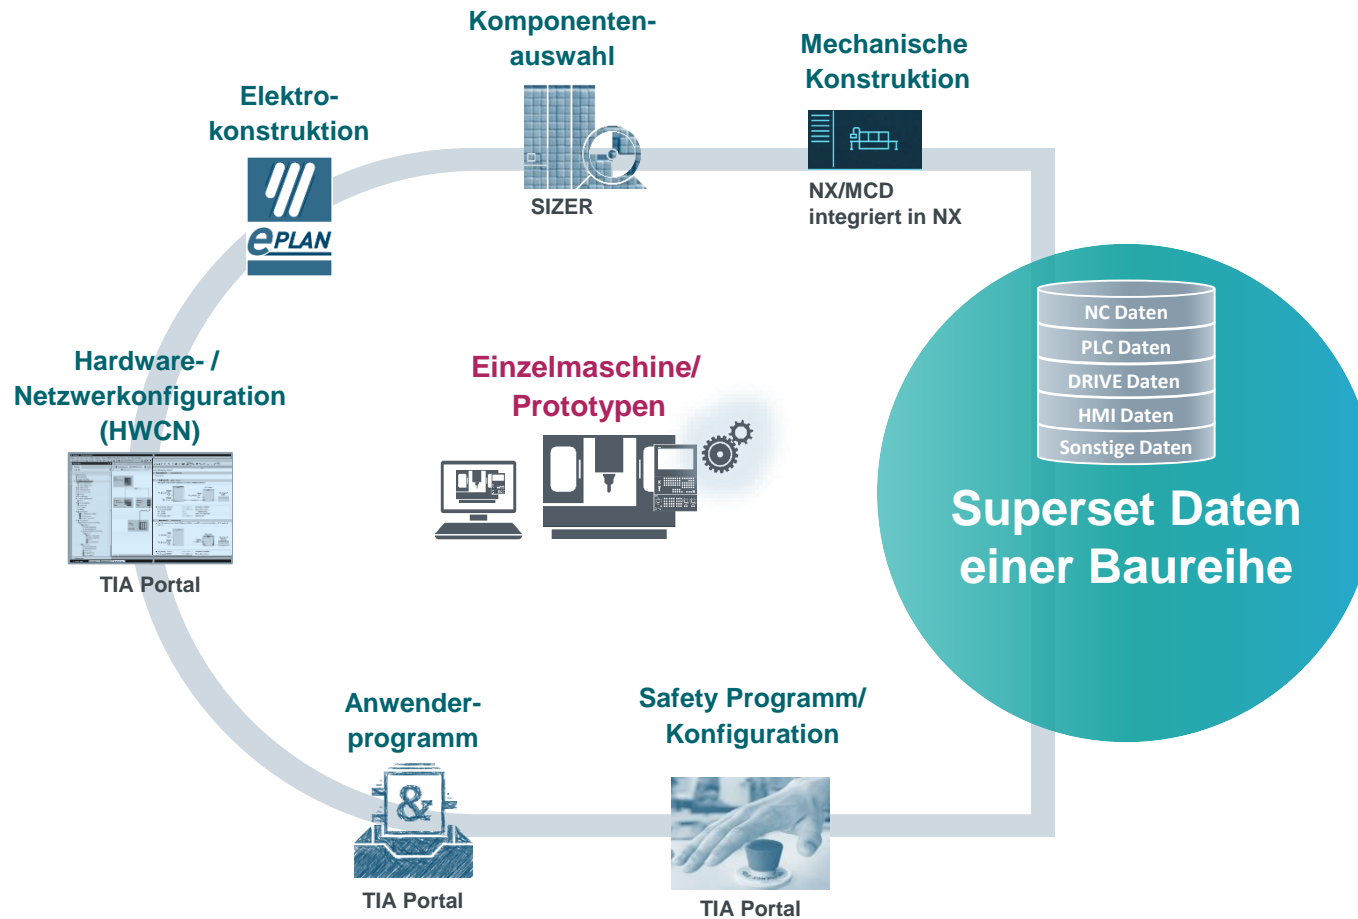 Komponenten-
auswahl
SIZER
Mechanische
Konstruktion
NX/MCD
integriert in NX
Elektro-
konstruktion
ePLAN
Hardware- /
Netzwerkonfiguration
(HWCN)
TIA Portal
Einzelmaschine/
Prototypen
NC Daten
PLC Daten
DRIVE Daten
HMI Daten
Sonstige Daten
Superset Daten
einer Baureihe
Anwender-
programm
&
TIA Portal
Safety Programm/
Konfiguration
TIA Portal